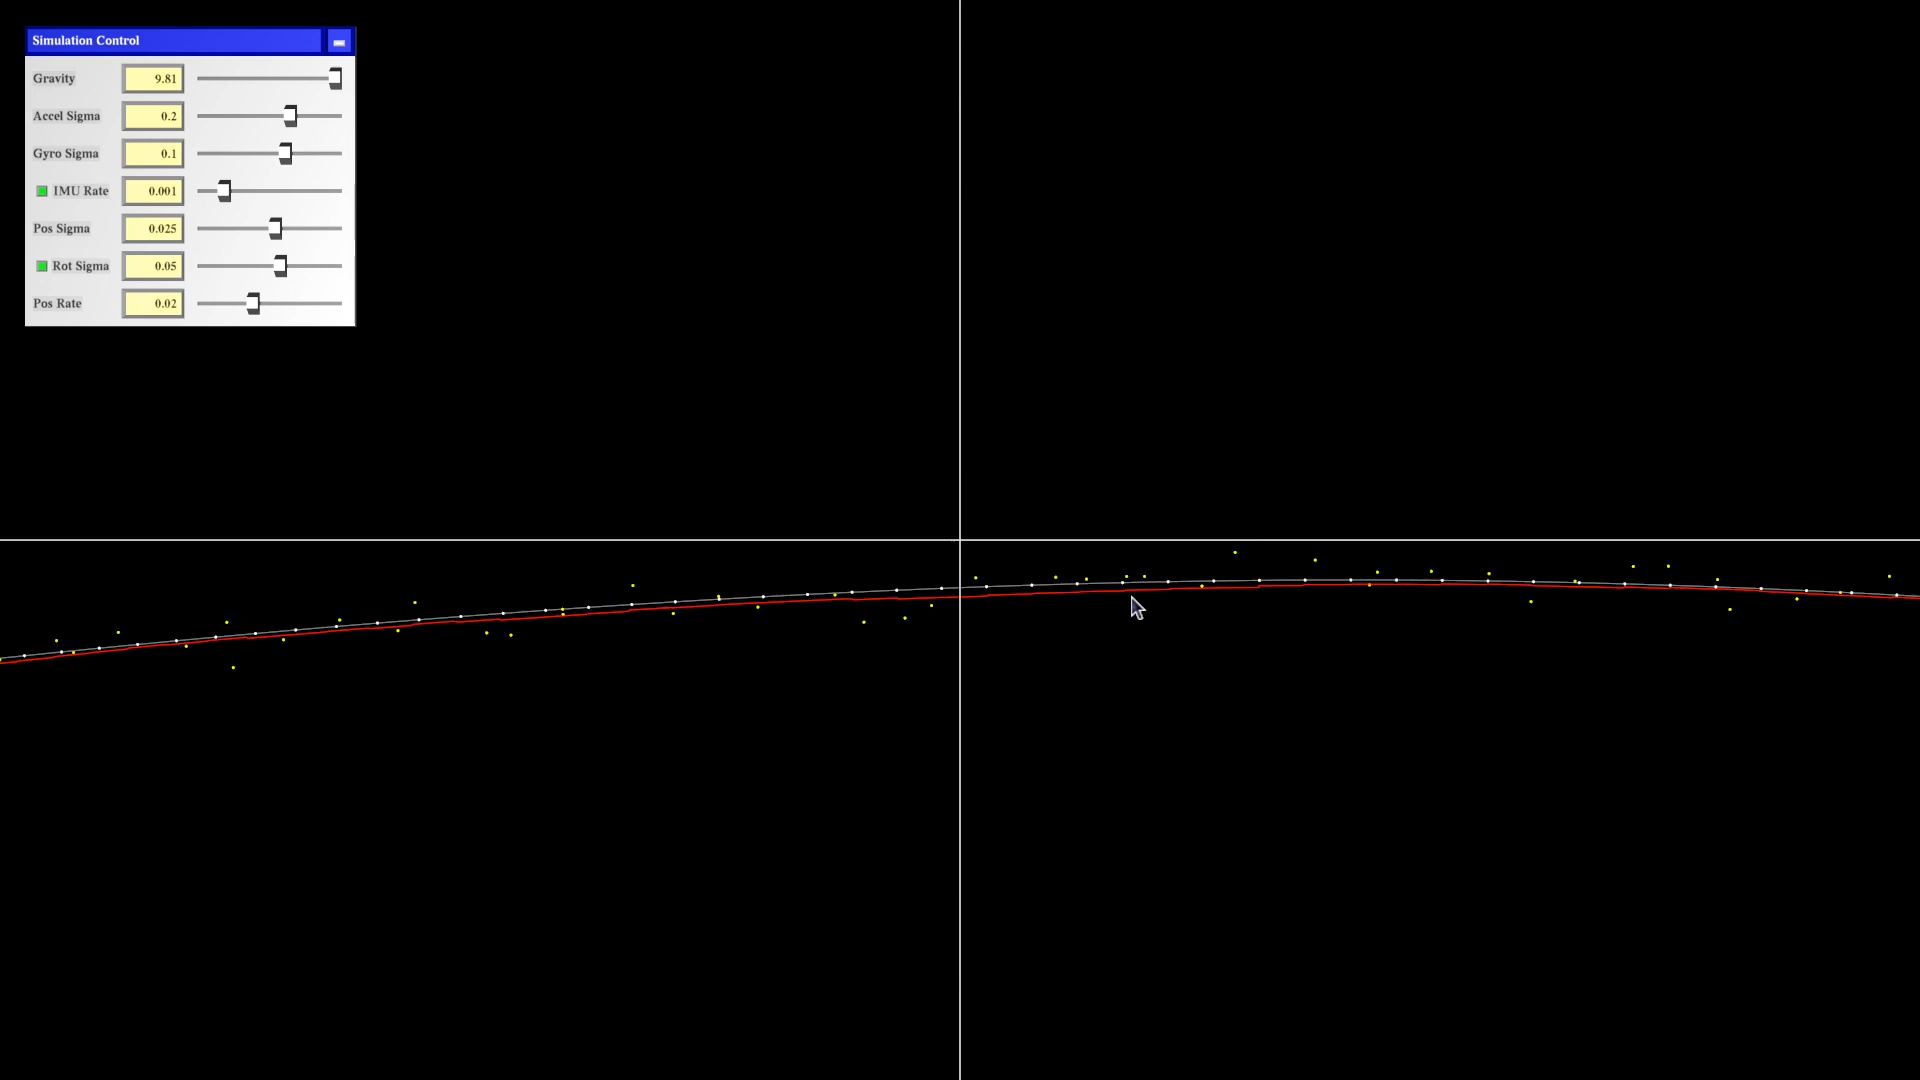 Simulation Control
Gravity 9.81
Accel Sigma 0.2
Gyro Sigma 0.1
IMU Rate 0.001
Pos Sigma 0.025
Rot Sigma 0.05
Pos Rate 0.02